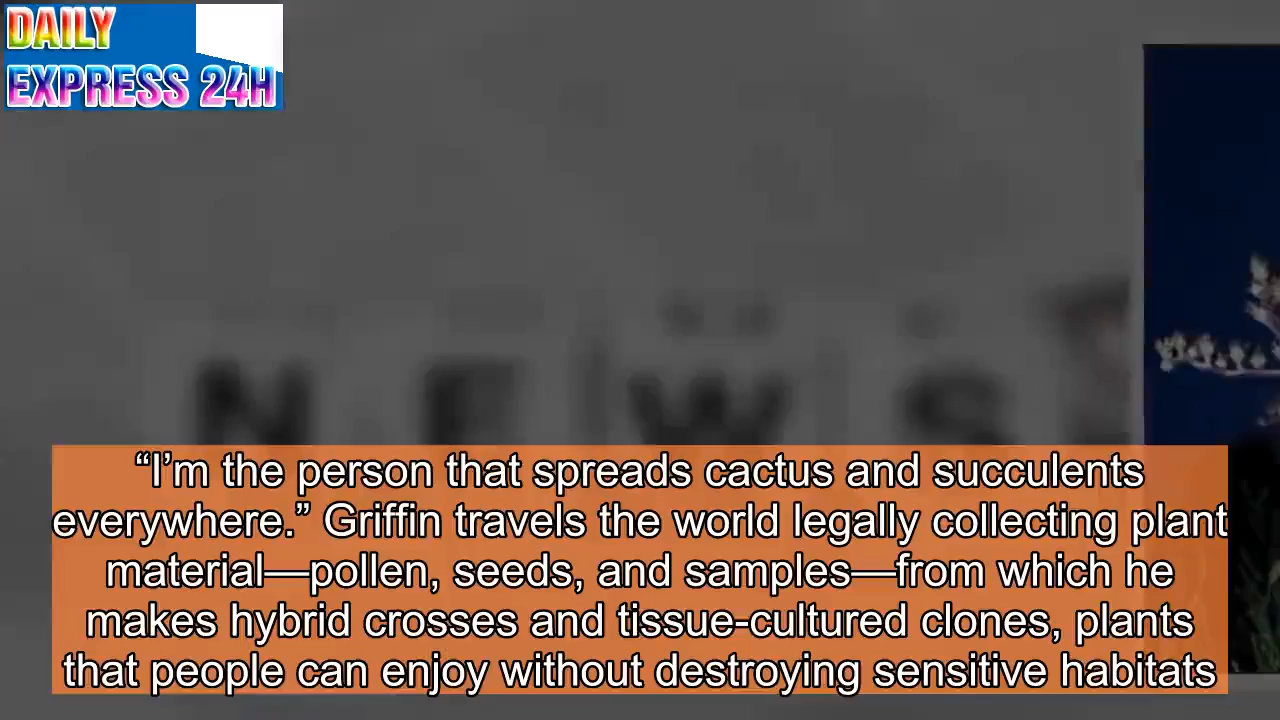 DAILY
EXPRESS 24H
NEWS
“I’m the person that spreads cactus and succulents
everywhere.” Griffin travels the world legally collecting plant
material—pollen, seeds, and samples—from which he
makes hybrid crosses and tissue-cultured clones, plants
that people can enjoy without destroying sensitive habitats